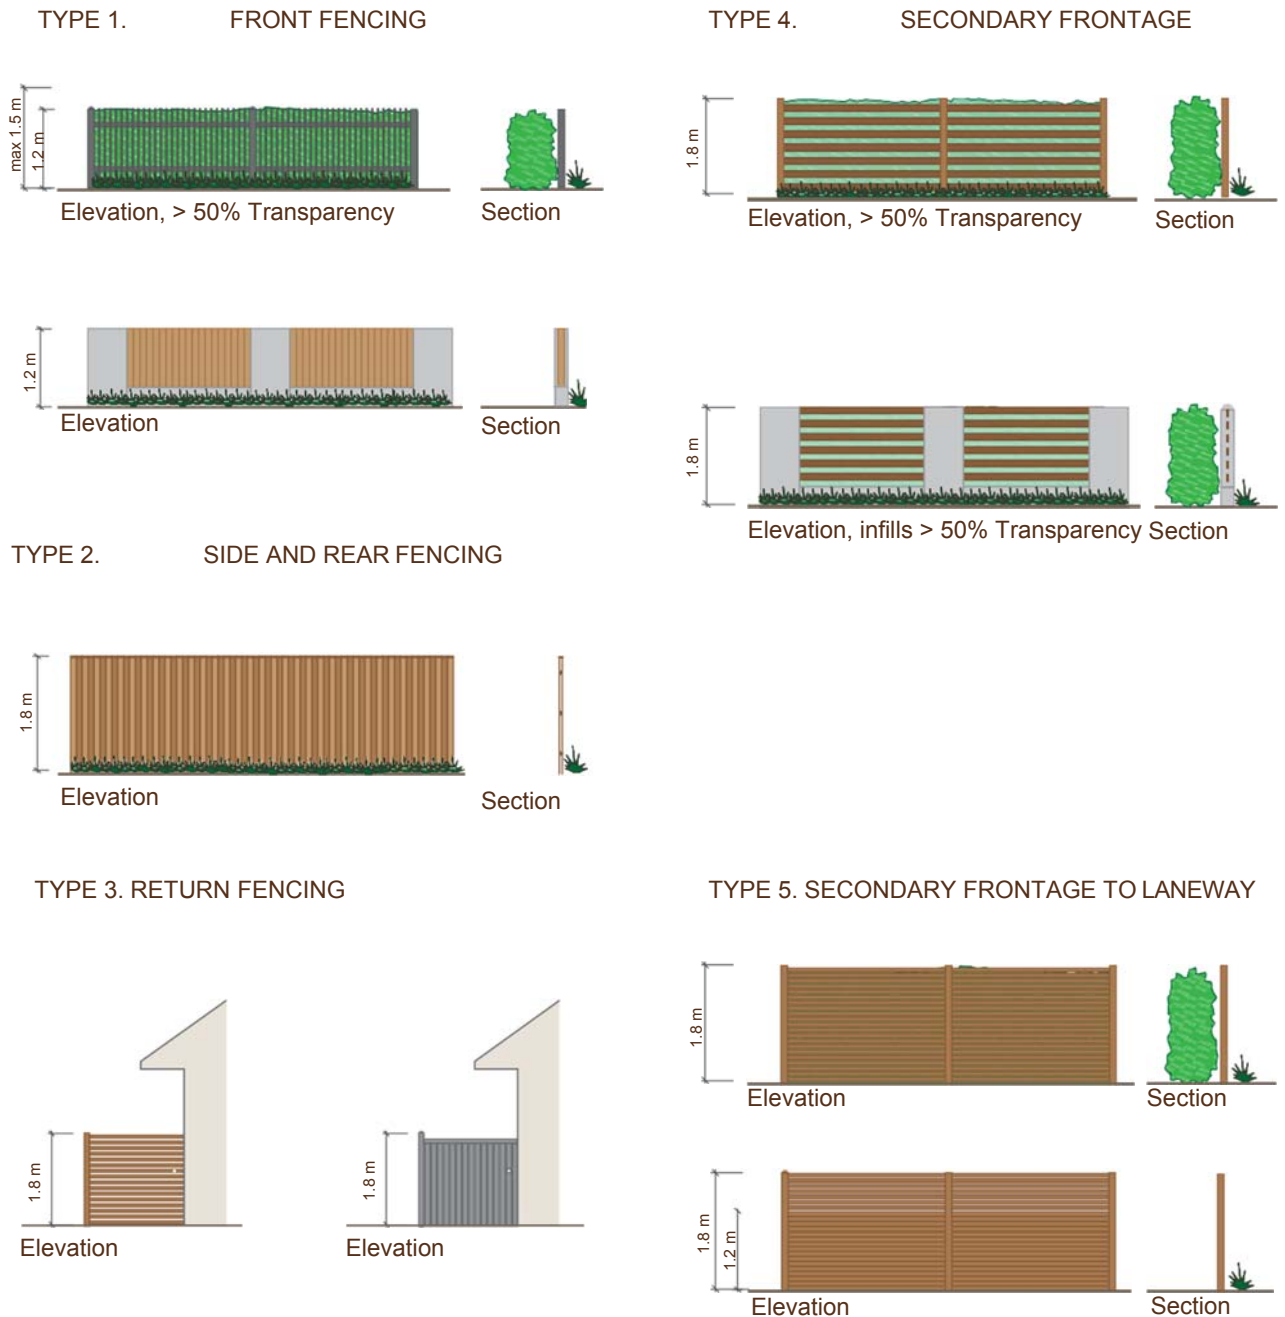 TYPE 1. FRONT FENCING
max 1.5 m
1.2 m
Elevation, > 50% Transparency
Section
1.2 m
Elevation
Section
TYPE 2. SIDE AND REAR FENCING
1.8 m
Elevation
Section
TYPE 3. RETURN FENCING
1.8 m
Elevation
1.8 m
Elevation
TYPE 4. SECONDARY FRONTAGE
1.8 m
Elevation, > 50% Transparency
Section
1.8 m
Elevation, infills > 50% Transparency
Section
TYPE 5. SECONDARY FRONTAGE TO LANEWAY
1.8 m
Elevation
Section
1.8 m
1.2 m
Elevation
Section